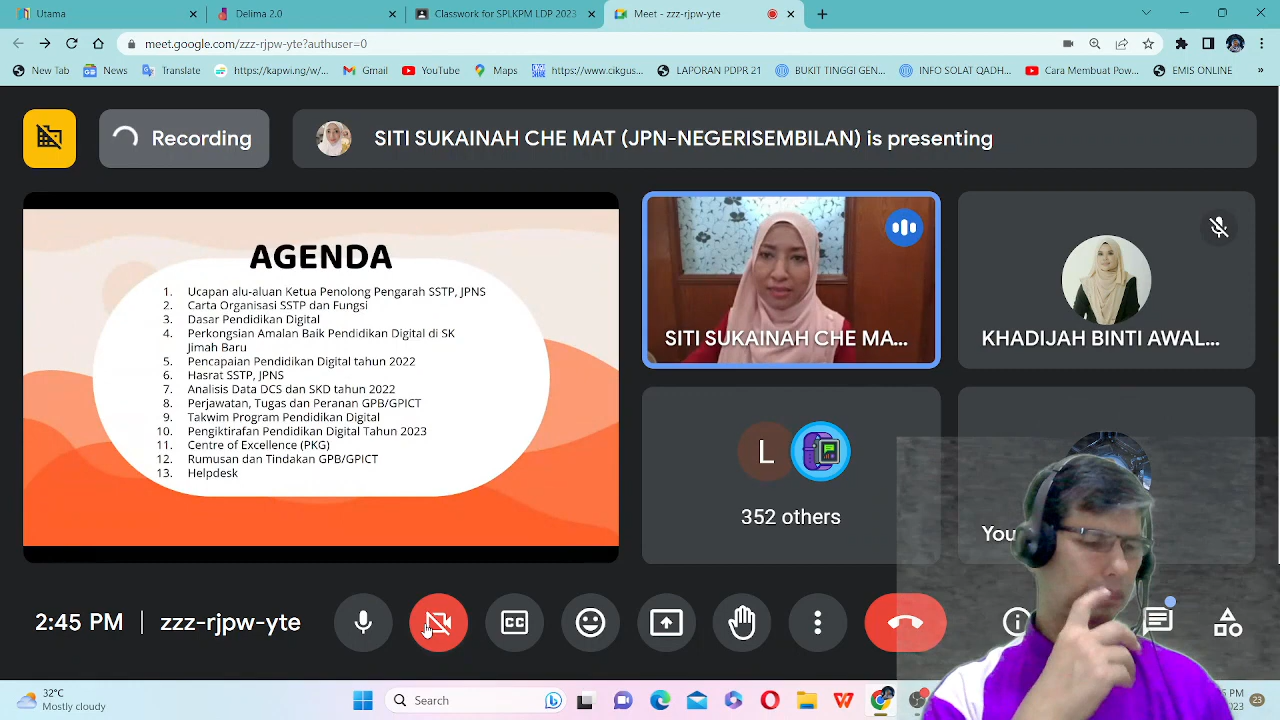 Utama
Delima 2.0
Classwork for SPLKPM LDP 2023
Meet - zzz-rjpw-yte
meet.google.com/zzz-rjpw-yte?authuser=0
New Tab
News
Translate
https://kapwing/w/...
Gmail
YouTube
Maps
https://www.cikgus...
LAPORAN PDPR 21
BUKIT TINGGI GEN...
INFO SOLAT QADH...
Cara Membuat Pow...
EMIS ONLINE
»
Recording
SITI SUKAINAH CHE MAT (JPN-NEGERISEMBILAN) is presenting
AGENDA
1. Ucapan alu-aluan Ketua Penolong Pengarah SSTP, JPNS
2. Carta Organisasi SSTP dan Fungsi
3. Dasar Pendidikan Digital
4. Perkongsian Amalan Baik Pendidikan Digital di SK
Jimah Baru
5. Pencapaian Pendidikan Digital tahun 2022
6. Hasrat SSTP, JPNS
7. Analisis Data DCS dan SKD tahun 2022
8. Perjawatan, Tugas dan Peranan GPB/GPICT
9. Takwim Program Pendidikan Digital
10. Pengiktirafan Pendidikan Digital Tahun 2023
11. Centre of Excellence (PKG)
12. Rumusan dan Tindakan GPB/GPICT
13. Helpdesk
SITI SUKAINAH CHE MA...
KHADIJAH BINTI AWAL...
L
352 others
You
2:45 PM | zzz-rjpw-yte
CC
32°C
Mostly cloudy
Search
23